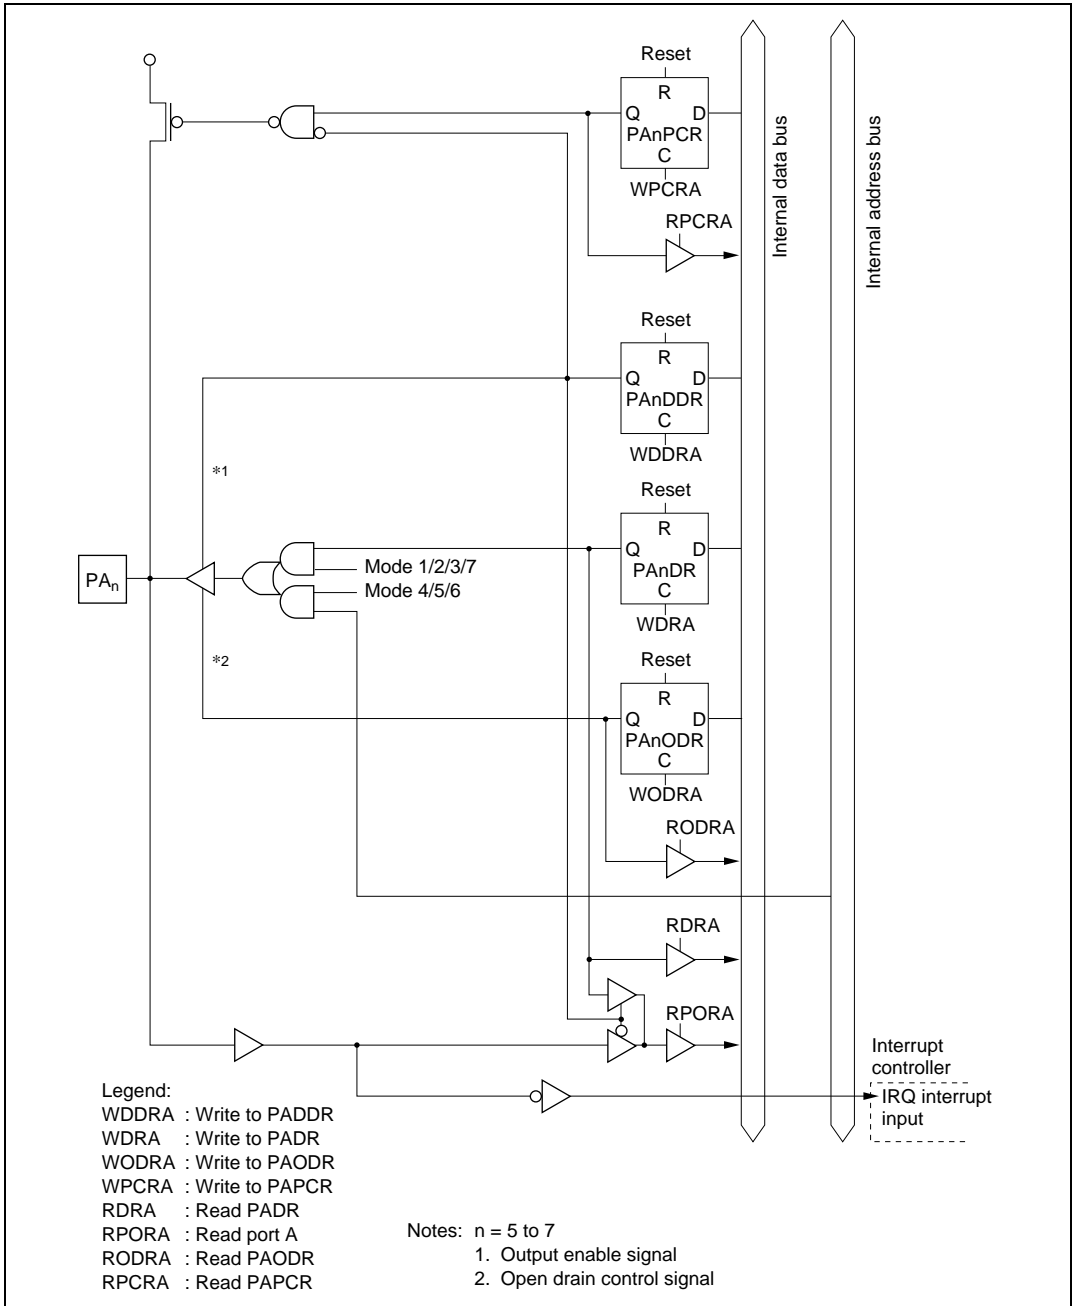 Reset
R
Q D
PAnPCR
C
WPCRA
RPCRA
Internal data bus
Internal address bus
Reset
R
Q D
PAnDDR
C
WDDRA
*1
Reset
R
Q D
PAnDR
C
WDRA
Mode 1/2/3/7
Mode 4/5/6
PAn
*2
Reset
R
Q D
PAnODR
C
WODRA
RODRA
RDRA
RPORA
Interrupt
controller
IRQ interrupt
input
Legend:
WDDRA : Write to PADDR
WDRA : Write to PADR
WODRA : Write to PAODR
WPCRA : Write to PAPCR
RDRA : Read PADR
RPORA : Read port A
RODRA : Read PAODR
RPCRA : Read PAPCR
Notes: n = 5 to 7
1. Output enable signal
2. Open drain control signal